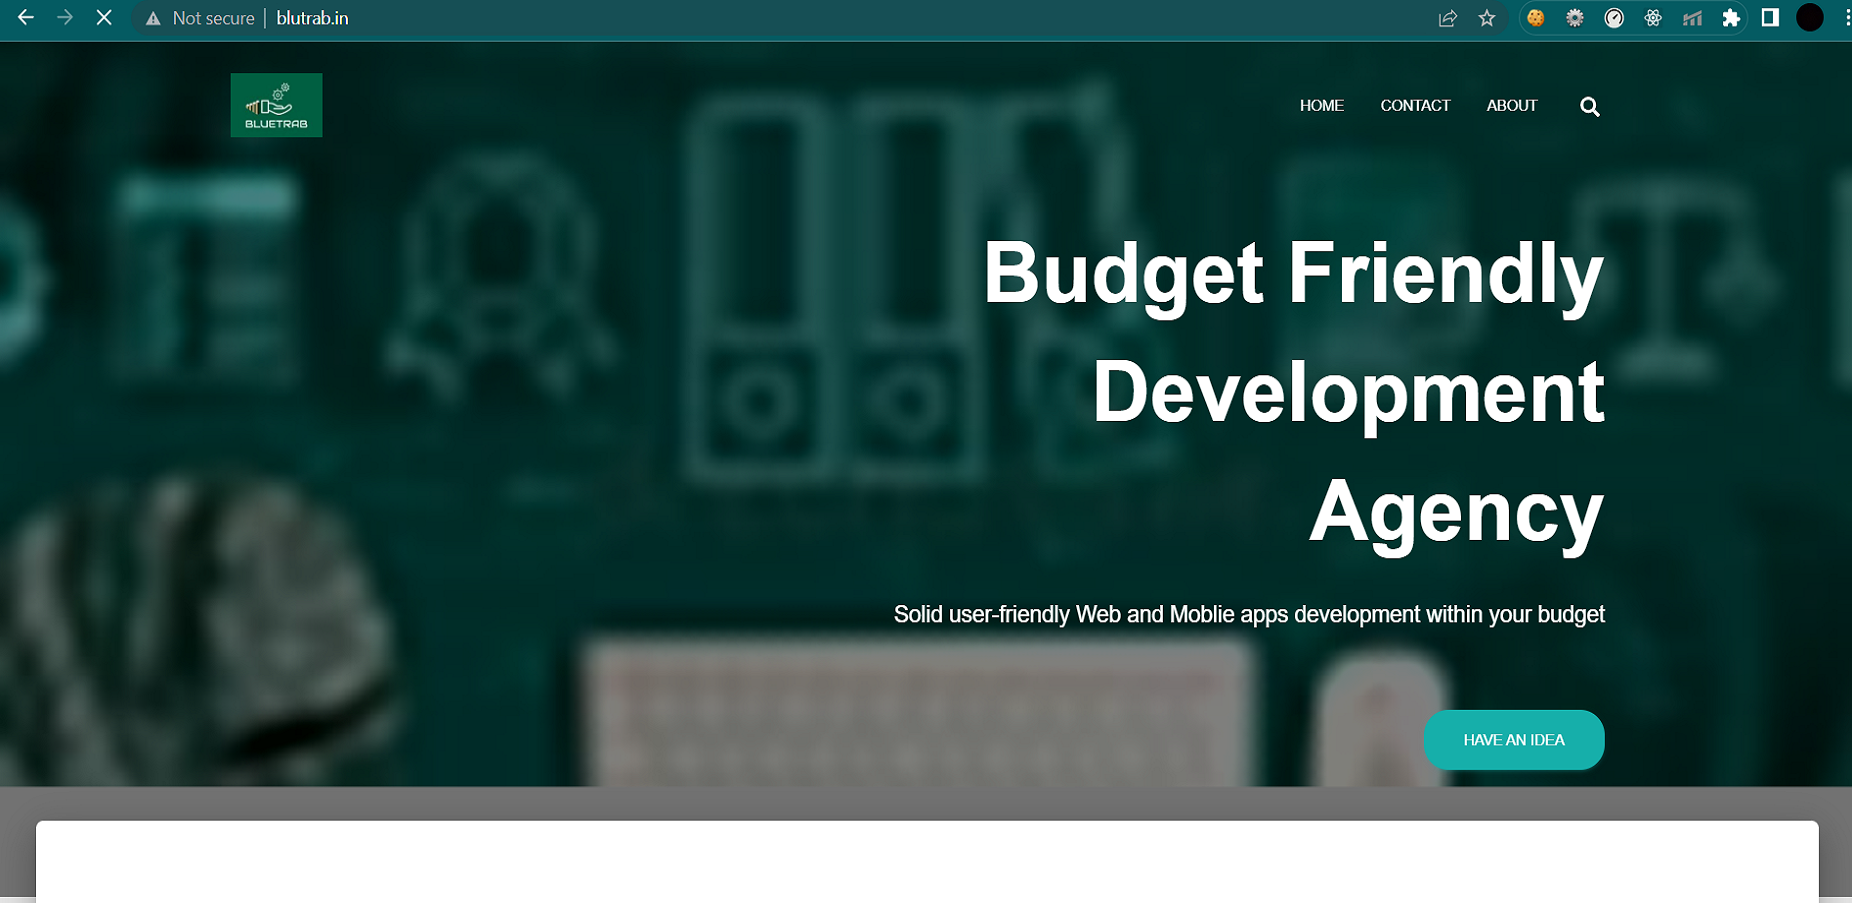 Not secure | blutrab.in
BLUETRAB
HOME CONTACT ABOUT
Budget Friendly
Development
Agency
Solid user-friendly Web and Moblie apps development within your budget
HAVE AN IDEA